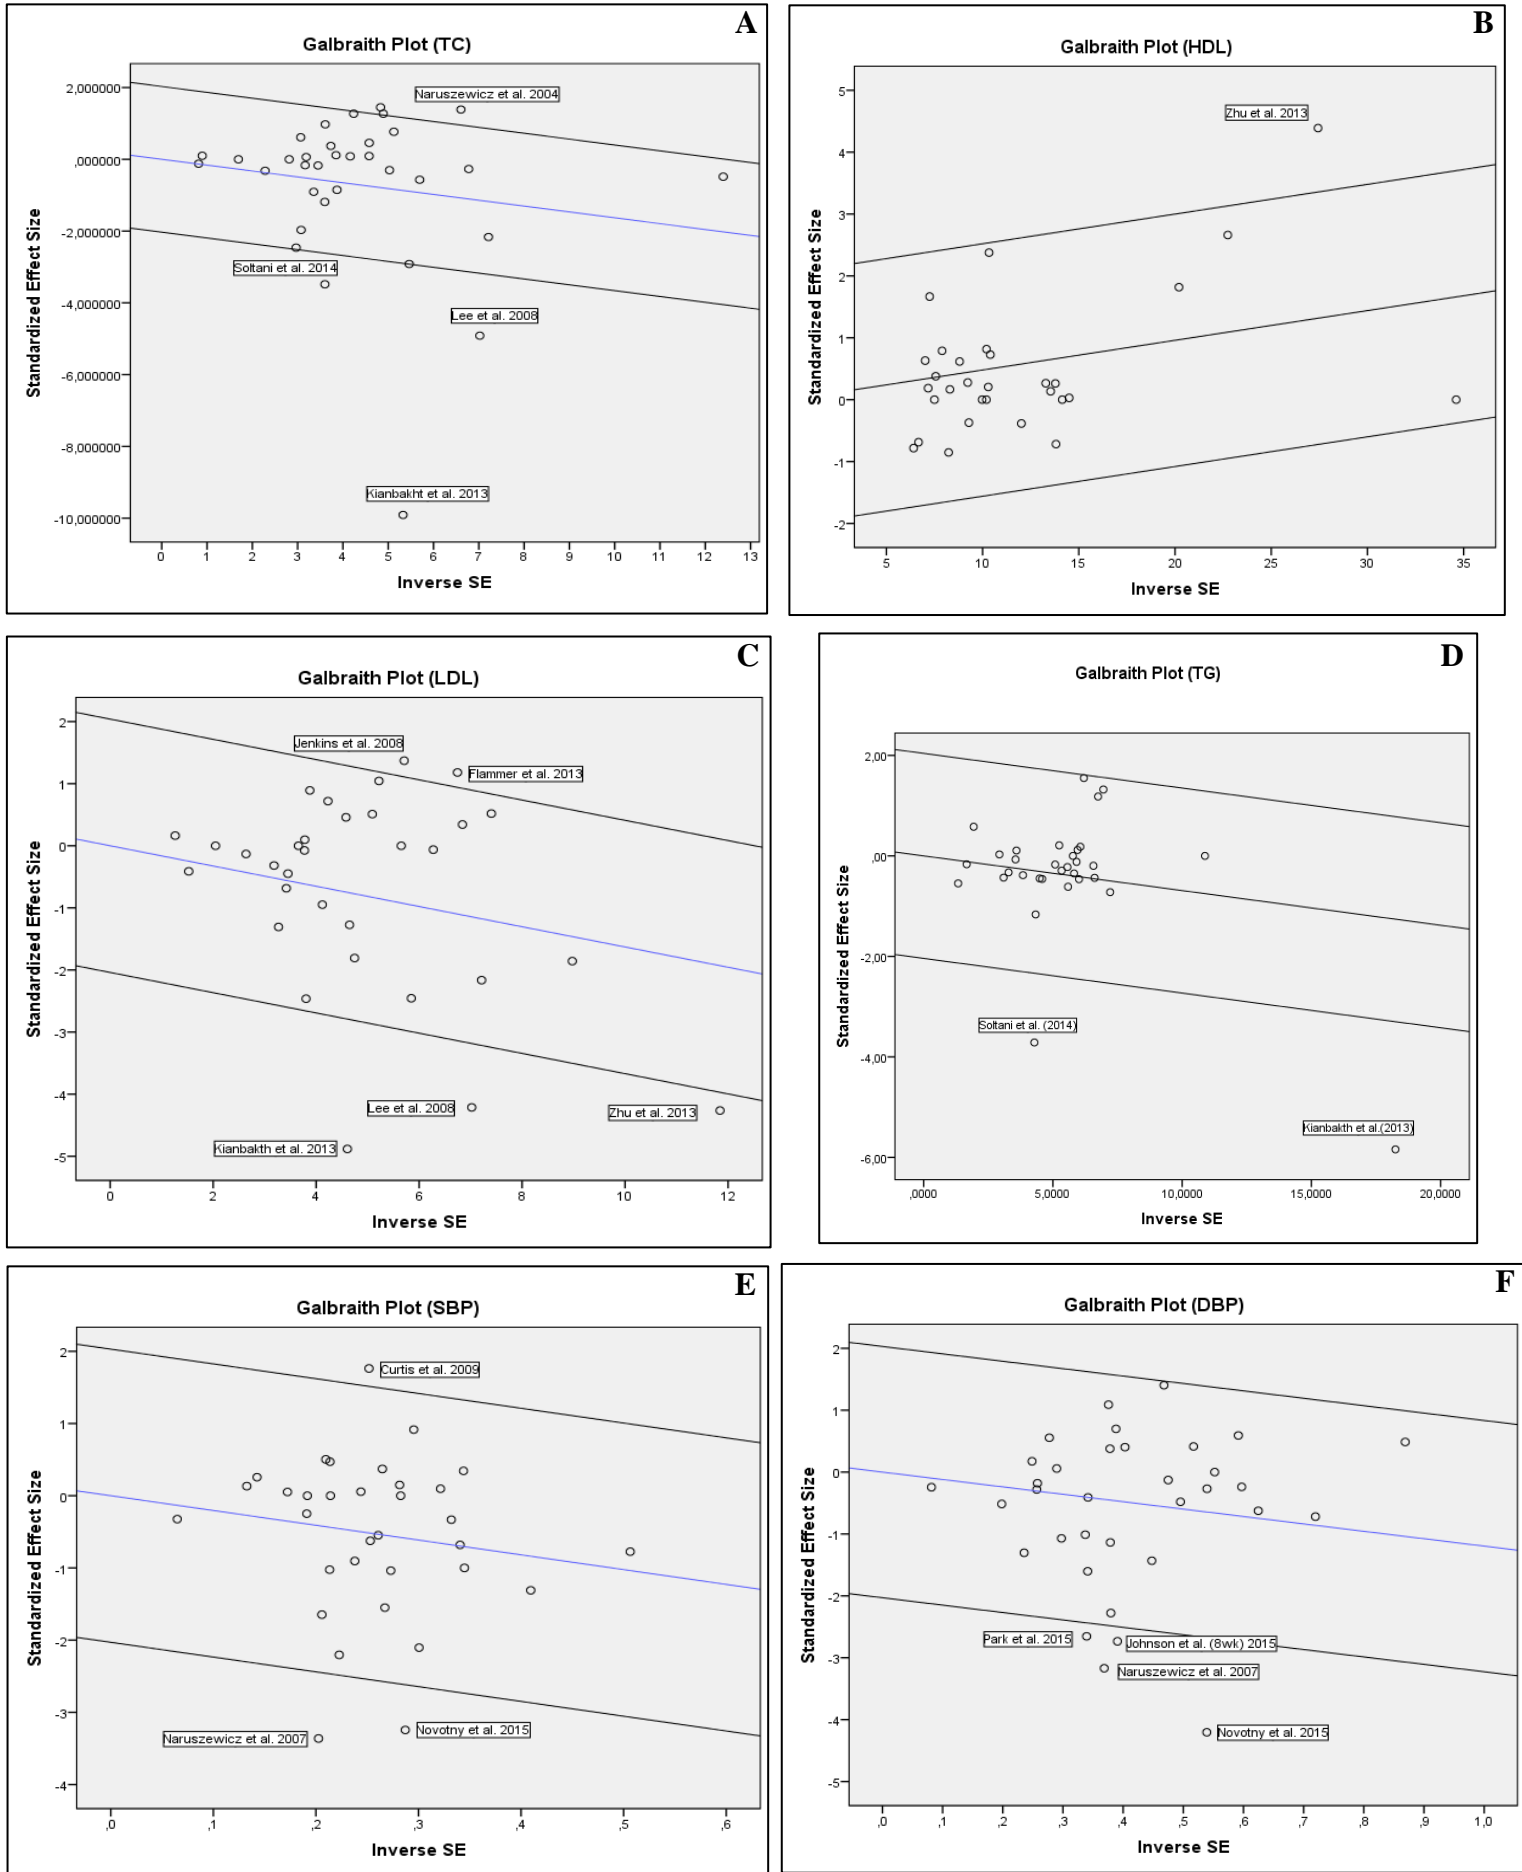 A
Galbraith Plot (TC)
Standardized Effect Size
2,000000
,000000
-2,000000
-4,000000
-6,000000
-8,000000
-10,000000
Naruszewicz et al. 2004
Soltani et al. 2014
Lee et al. 2008
Kianbakht et al. 2013
0 1 2 3 4 5 6 7 8 9 10 11 12 13
Inverse SE
B
Galbraith Plot (HDL)
Standardized Effect Size
5
4
3
2
1
0
-1
-2
Zhu et al. 2013
5 10 15 20 25 30 35
Inverse SE
C
Galbraith Plot (LDL)
Standardized Effect Size
2
1
0
-1
-2
-3
-4
-5
Jenkins et al. 2008
Flammer et al. 2013
Lee et al. 2008
Zhu et al. 2013
Kianbakth et al. 2013
0 2 4 6 8 10 12
Inverse SE
D
Galbraith Plot (TG)
Standardized Effect Size
2,00
,00
-2,00
-4,00
-6,00
Soltani et al. (2014)
Kianbakth et al.(2013)
,0000 5,0000 10,0000 15,0000 20,0000
Inverse SE
E
Galbraith Plot (SBP)
Standardized Effect Size
2
1
0
-1
-2
-3
-4
Curtis et al. 2009
Naruszewicz et al. 2007
Novotny et al. 2015
,0 ,1 ,2 ,3 ,4 ,5 ,6
Inverse SE
F
Galbraith Plot (DBP)
Standardized Effect Size
2
1
0
-1
-2
-3
-4
-5
Park et al. 2015
Johnson et al. (8wk) 2015
Naruszewicz et al. 2007
Novotny et al. 2015
,0 ,1 ,2 ,3 ,4 ,5 ,6 ,7 ,8 ,9 1,0
Inverse SE